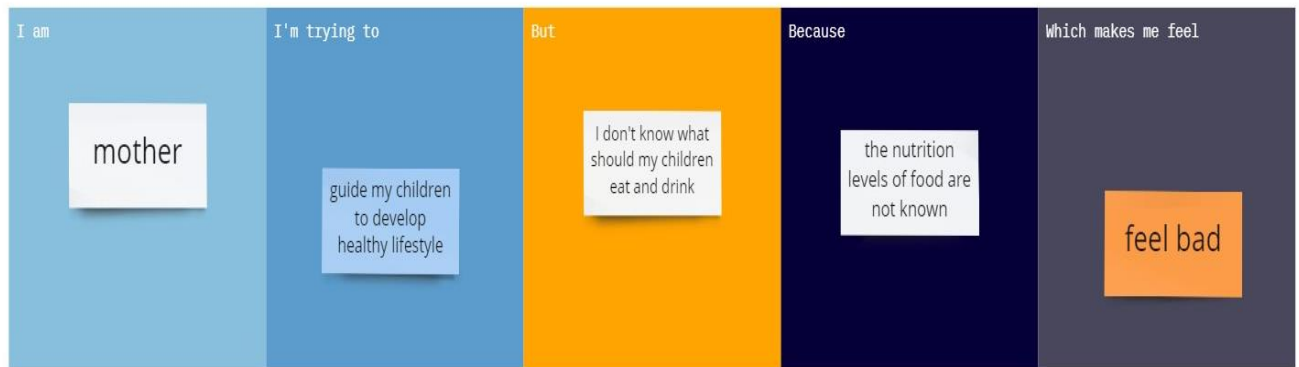 I am
mother
I'm trying to
guide my children
to develop
healthy lifestyle
But
I don't know what
should my children
eat and drink
Because
the nutrition
levels of food are
not known
Which makes me feel
feel bad